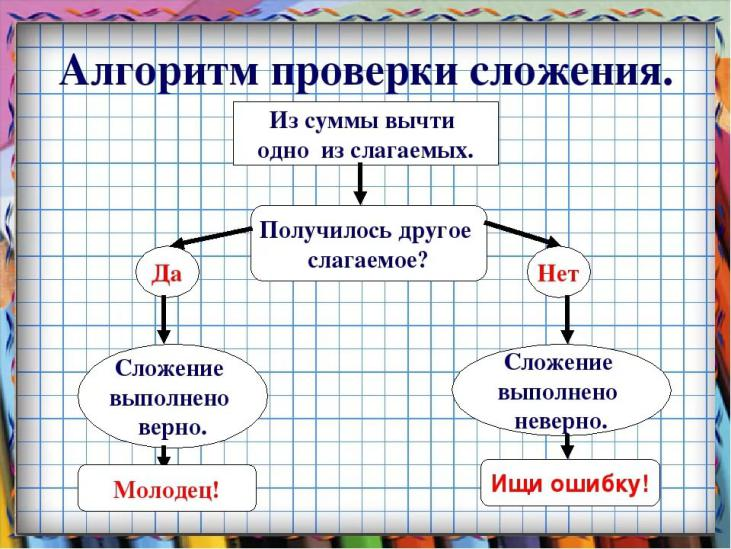 Алгоритм проверки сложения.
Из суммы вычти
одно из слагаемых.
Получилось другое
слагаемое?
Да
Нет
Сложение
выполнено
верно.
Сложение
выполнено
неверно.
Молодец!
Ищи ошибку!